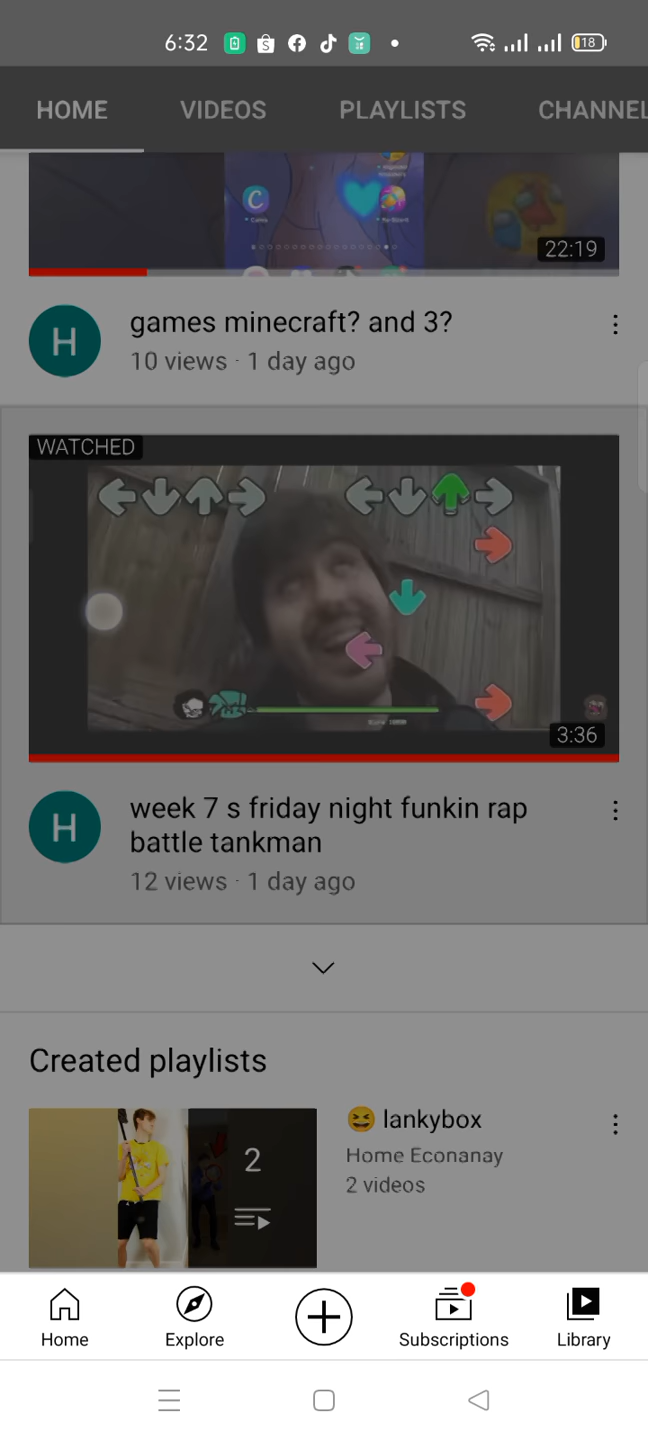 6:32
18
HOME VIDEOS PLAYLISTS CHANNEL
22:19
games minecraft? and 3?
10 views · 1 day ago
H
WATCHED
3:36
week 7 s friday night funkin rap
battle tankman
12 views · 1 day ago
H
Created playlists
2
😆 lankybox
Home Econanay
2 videos
Home Explore Subscriptions Library